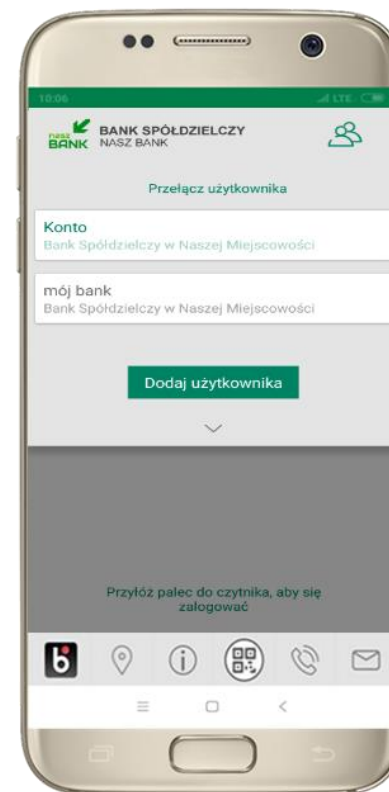 10:06
LTE
nasz
BANK
BANK SPÓŁDZIELCZY
NASZ BANK
Przełącz użytkownika
Konto
Bank Spółdzielczy w Naszej Miejscowości
mój bank
Bank Spółdzielczy w Naszej Miejscowości
Dodaj użytkownika
Przyłóż palec do czytnika, aby się
zalogować